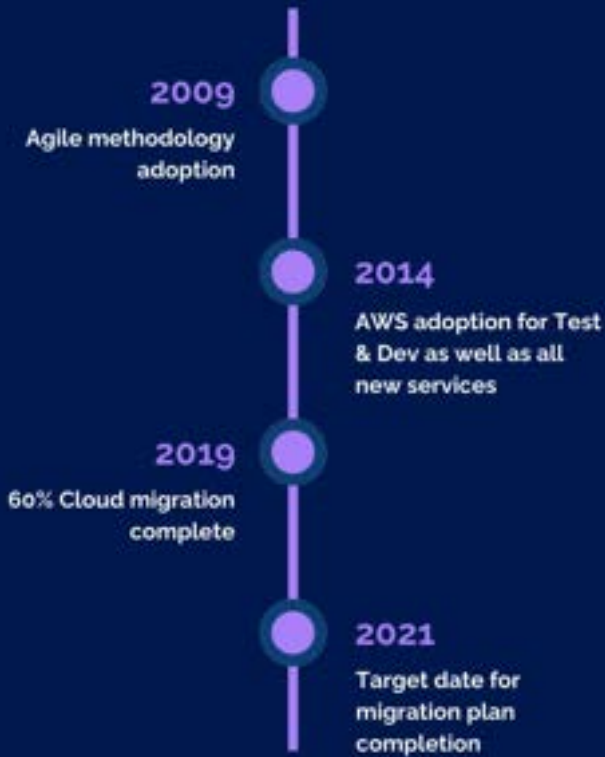 2009
Agile methodology
adoption
2014
AWS adoption for Test
& Dev as well as all
new services
2019
60% Cloud migration
complete
2021
Target date for
migration plan
completion